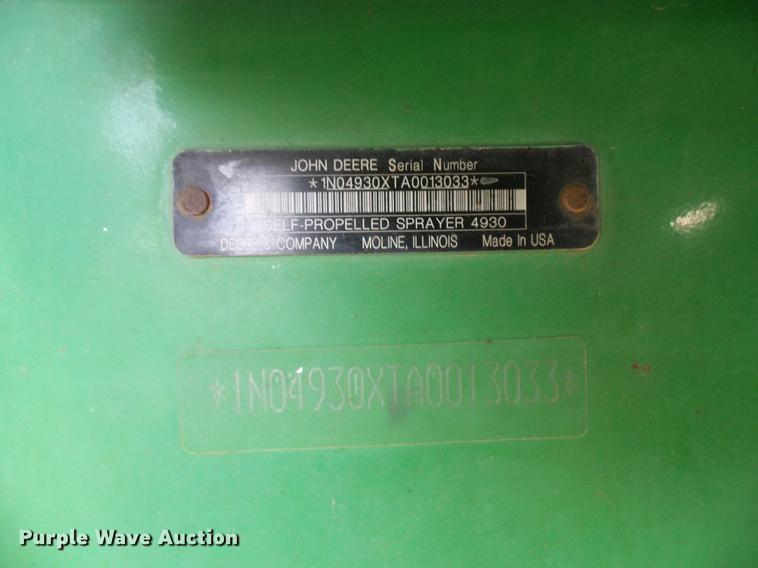 JOHN DEERE Serial Number
*1N04930XTA0013033*
SELF-PROPELLED SPRAYER 4930
DEERE & COMPANY MOLINE, ILLINOIS Made In USA
*1N04930XTA0013033*
Purple Wave Auction